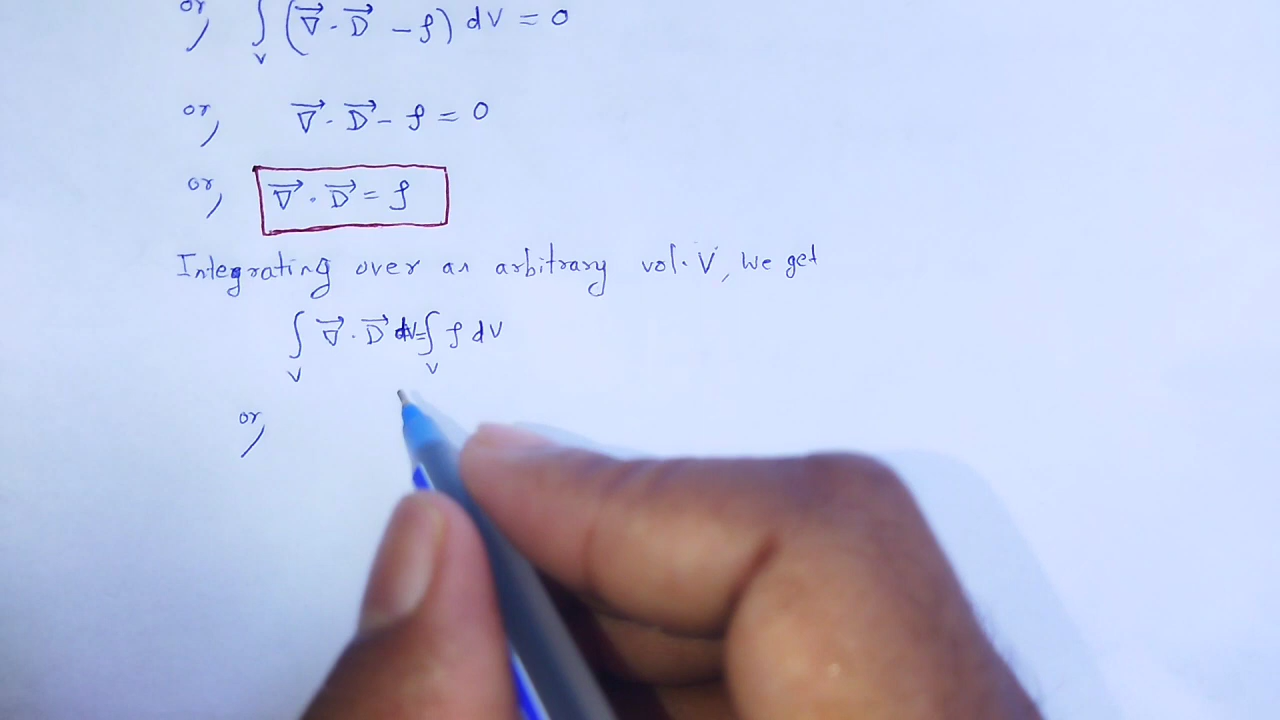 or, ∫_V (∇⃗ · D⃗ - ρ) dV = 0
or, ∇⃗ · D⃗ - ρ = 0
or, ∇⃗ · D⃗ = ρ
Integrating over an arbitrary vol. V, we get
∫_V ∇⃗ · D⃗ dV = ∫_V ρ dV
or,